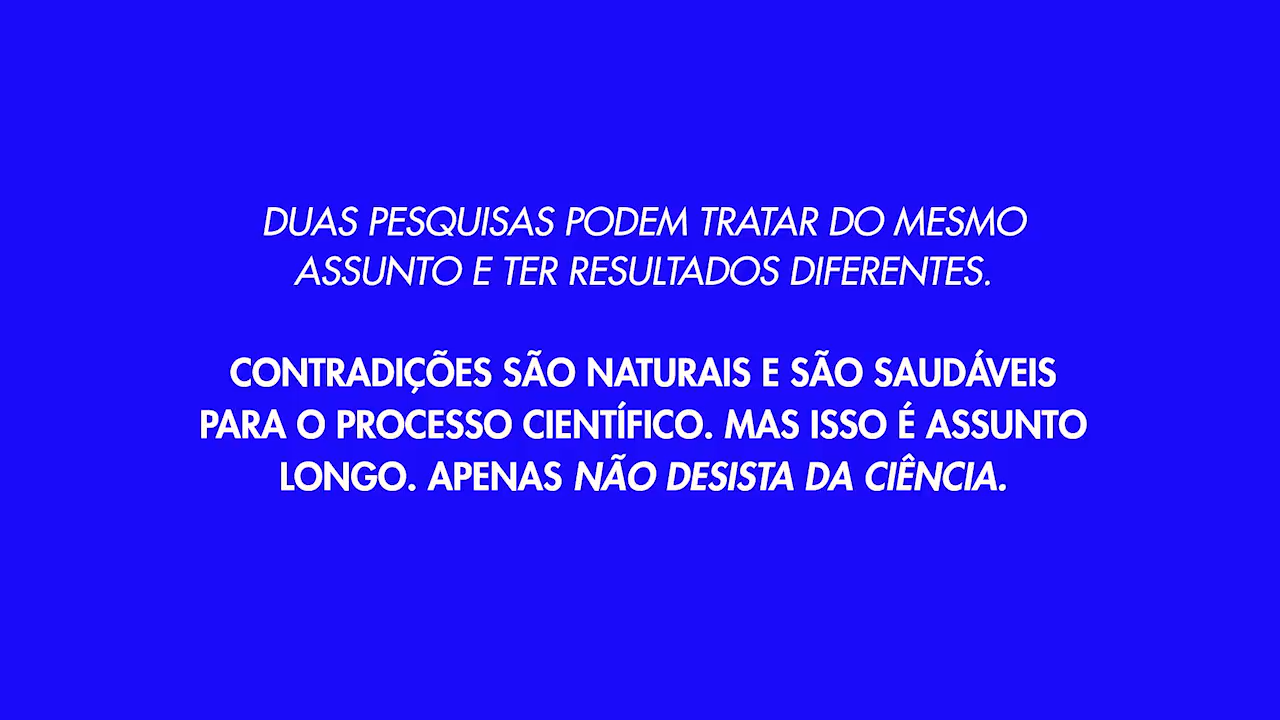 DUAS PESQUISAS PODEM TRATAR DO MESMO
ASSUNTO E TER RESULTADOS DIFERENTES.
CONTRADIÇÕES SÃO NATURAIS E SÃO SAUDÁVEIS
PARA O PROCESSO CIENTÍFICO. MAS ISSO É ASSUNTO
LONGO. APENAS NÃO DESISTA DA CIÊNCIA.